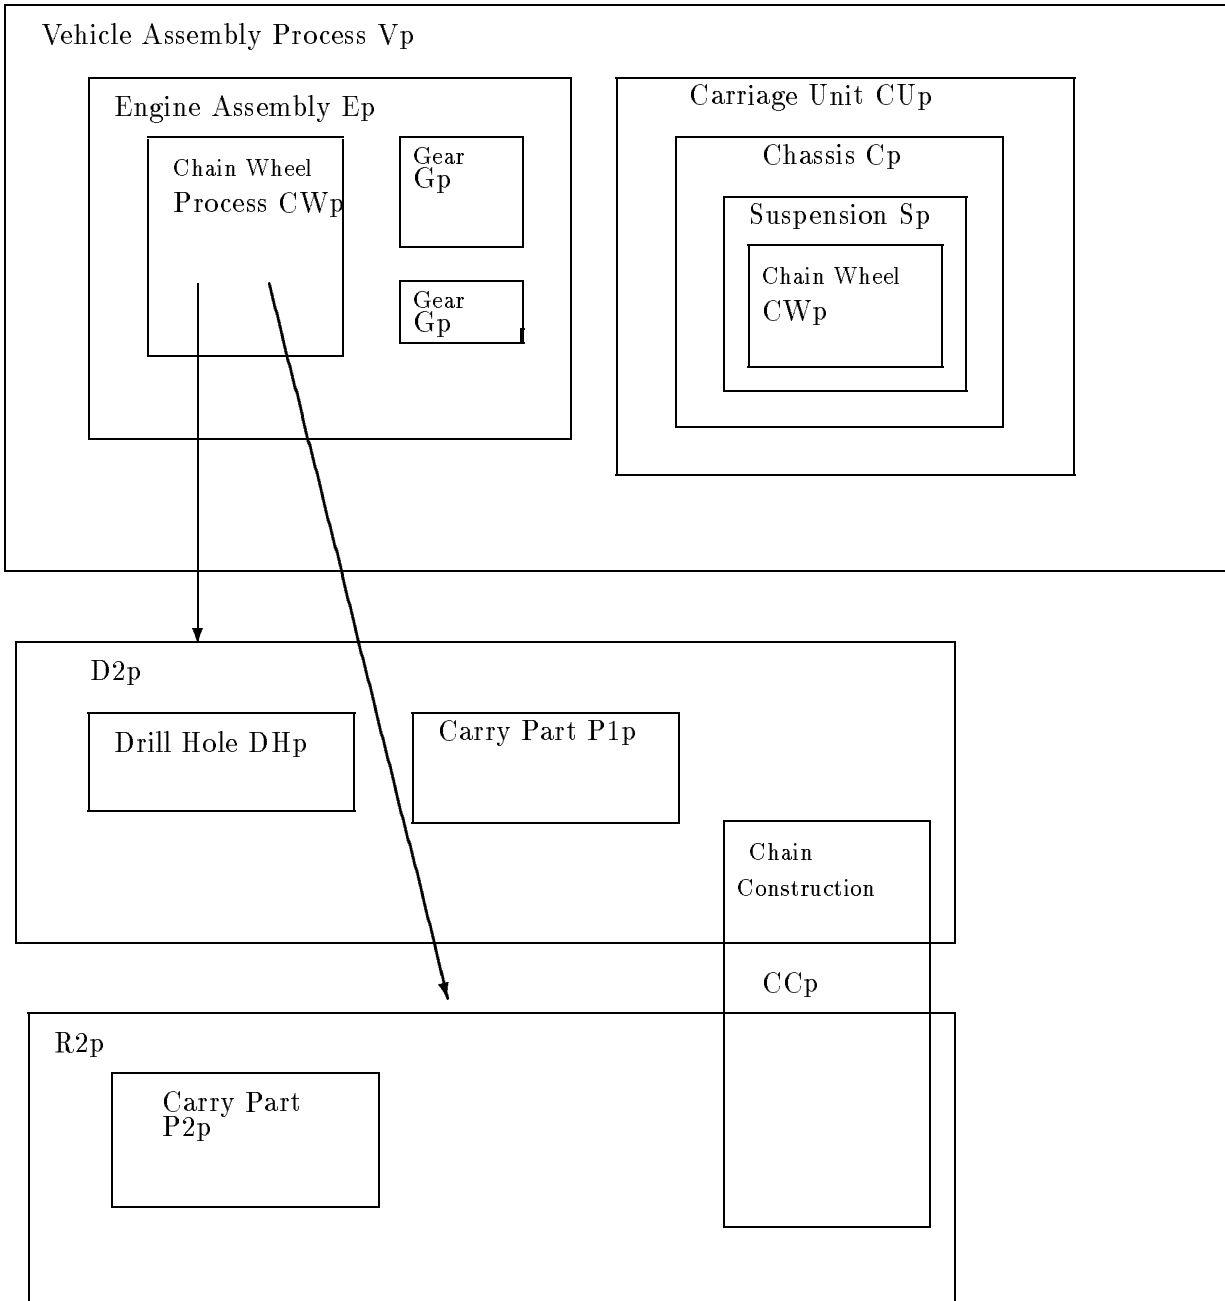 Vehicle Assembly Process Vp
Engine Assembly Ep
Chain Wheel
Process CWp
Gear
Gp
Gear
Gp
Carriage Unit CUp
Chassis Cp
Suspension Sp
Chain Wheel
CWp
D2p
Drill Hole DHp
Carry Part P1p
Chain
Construction
CCp
R2p
Carry Part
P2p